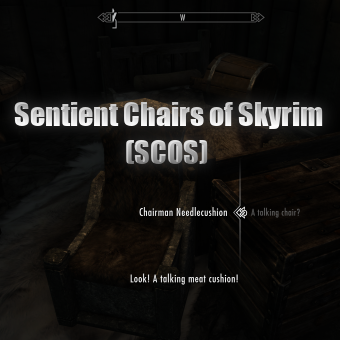 W
Sentient Chairs of Skyrim
(SCOS)
Chairman Needlecushion
A talking chair?
Look! A talking meat cushion!